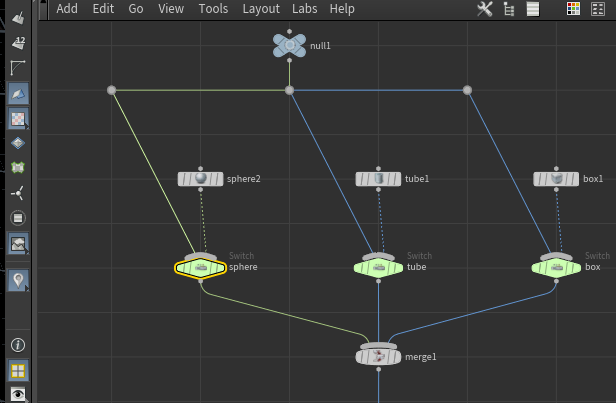 Add Edit Go View Tools Layout Labs Help
12
null1
sphere2 tube1 box1
Switch Switch Switch
sphere tube box
merge1